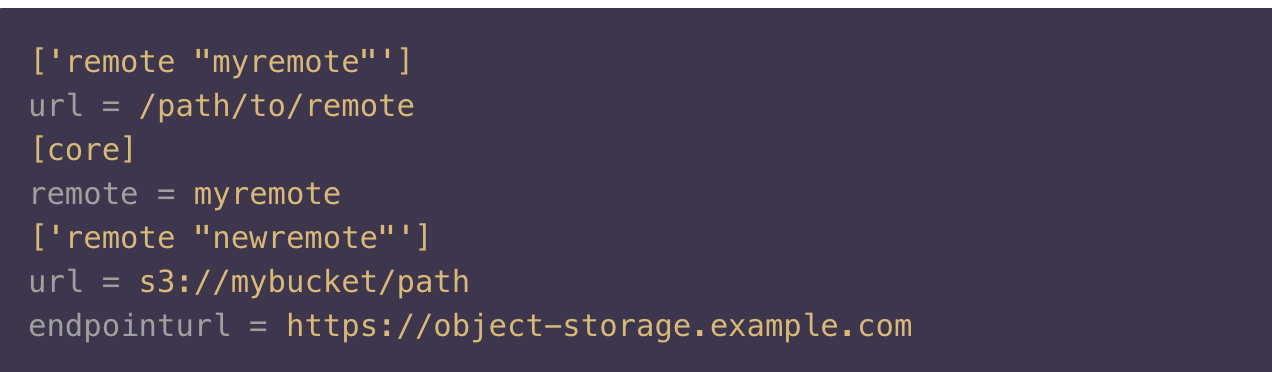 ['remote "myremote"']
url = /path/to/remote
[core]
remote = myremote
['remote "newremote"']
url = s3://mybucket/path
endpointurl = https://object-storage.example.com